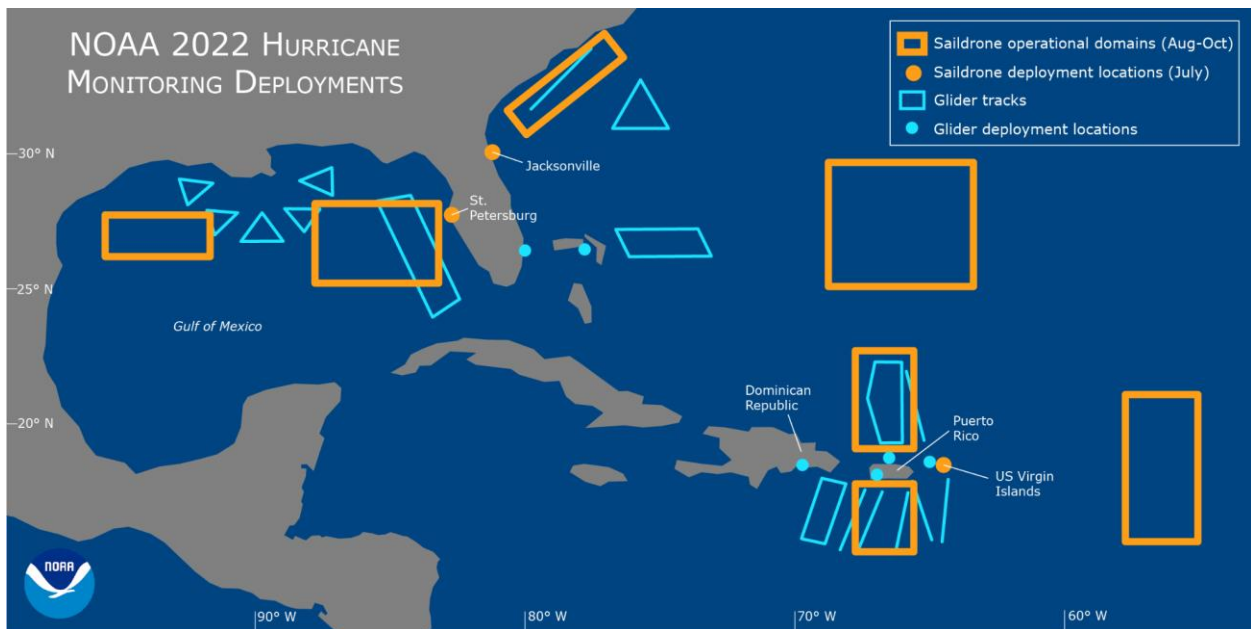 NOAA 2022 HURRICANE
MONITORING DEPLOYMENTS
Saildrone operational domains (Aug-Oct)
Saildrone deployment locations (July)
Glider tracks
Glider deployment locations
30° N
Jacksonville
St.
Petersburg
25° N
Gulf of Mexico
Dominican
Republic
20° N
Puerto
Rico
US Virgin
Islands
NOAA
90° W
80° W
70° W
60° W